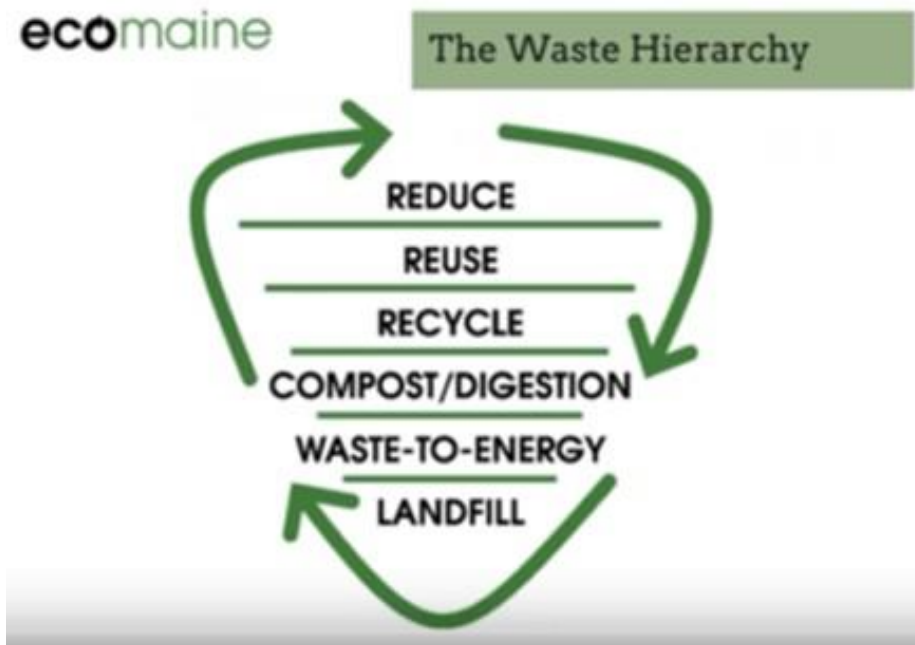 ecomaine
The Waste Hierarchy
REDUCE
REUSE
RECYCLE
COMPOST/DIGESTION
WASTE-TO-ENERGY
LANDFILL